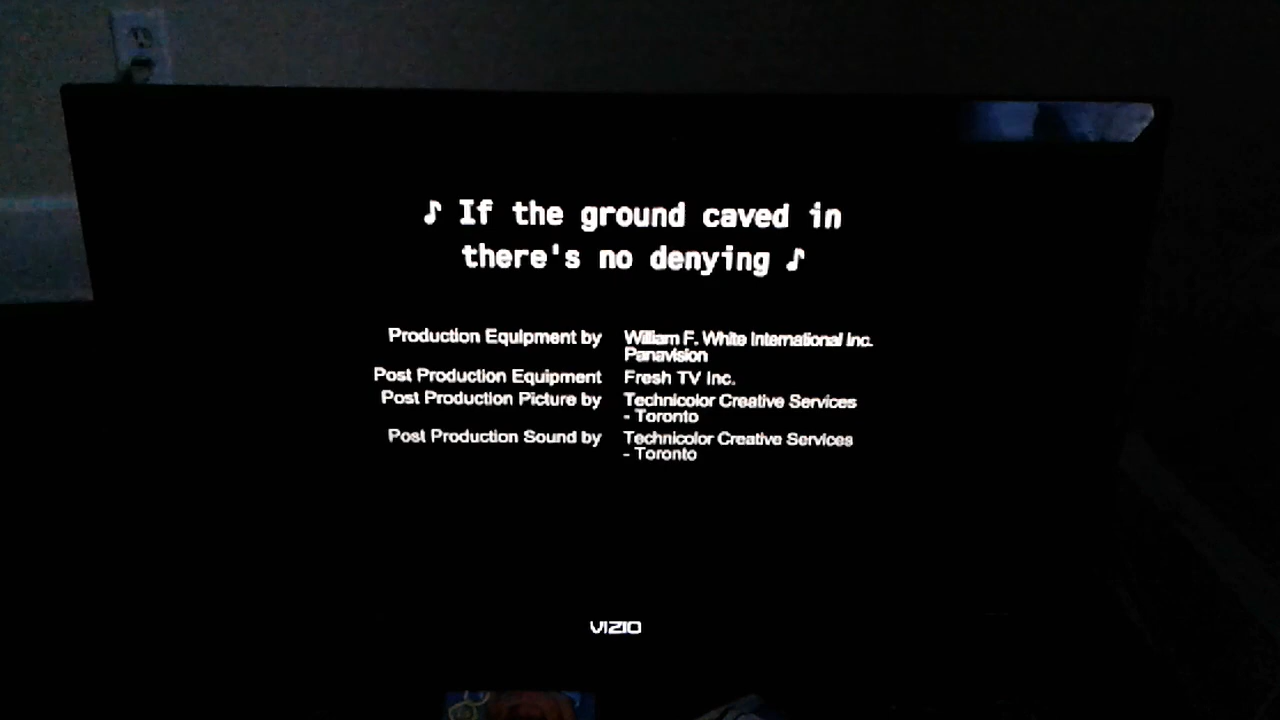 ♪ If the ground caved in
there's no denying ♪
Production Equipment by William F. White International Inc.
Panavision
Post Production Equipment Fresh TV Inc.
Post Production Picture by Technicolor Creative Services
- Toronto
Post Production Sound by Technicolor Creative Services
- Toronto
VIZIO